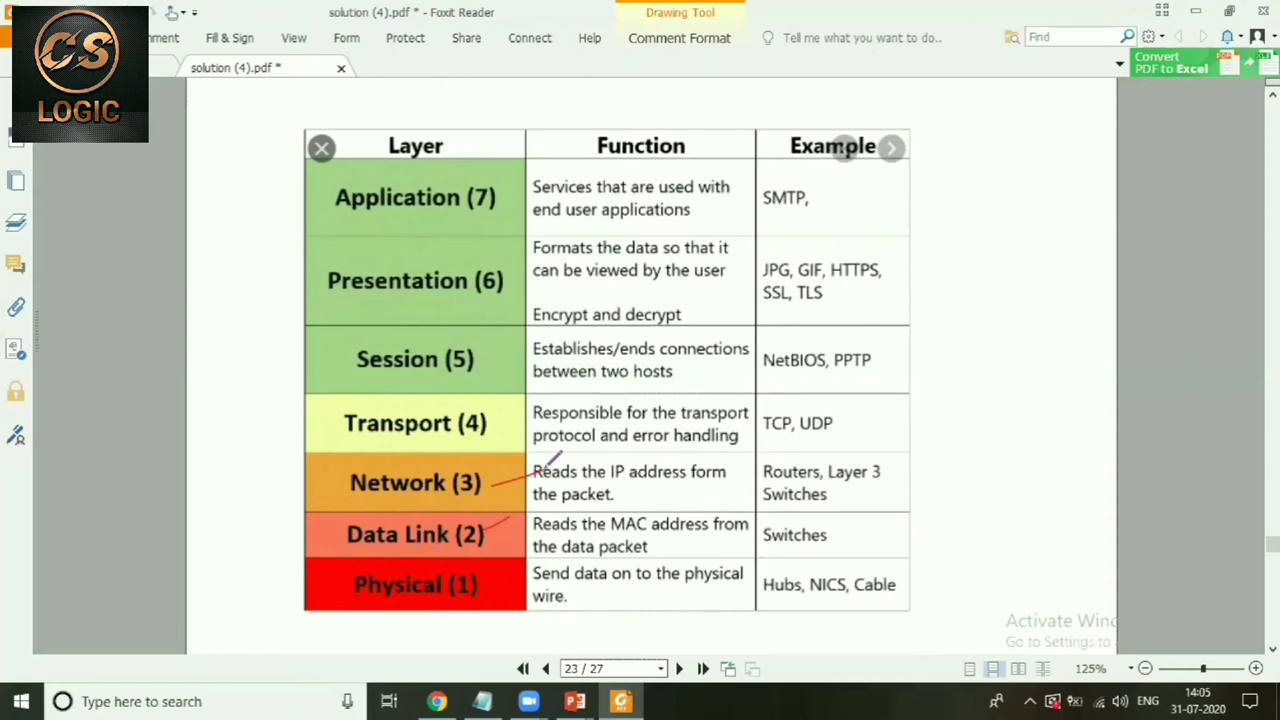 solution (4).pdf * - Foxit Reader
Drawing Tool
Fill & Sign View Form Protect Share Connect Help Comment Format Tell me what you want to do.. Find
CS
LOGIC
solution (4).pdf *
Convert
PDF to Excel
Layer Function Example
Application (7)
Services that are used with
end user applications
SMTP,
Presentation (6)
Formats the data so that it
can be viewed by the user
Encrypt and decrypt
JPG, GIF, HTTPS,
SSL, TLS
Session (5)
Establishes/ends connections
between two hosts
NetBIOS, PPTP
Transport (4)
Responsible for the transport
protocol and error handling
TCP, UDP
Network (3)
Reads the IP address form
the packet.
Routers, Layer 3
Switches
Data Link (2)
Reads the MAC address from
the data packet
Switches
Physical (1)
Send data on to the physical
wire.
Hubs, NICS, Cable
Activate Winc
Go to Settings to
23 / 27
125%
Type here to search
ENG
14:05
31-07-2020